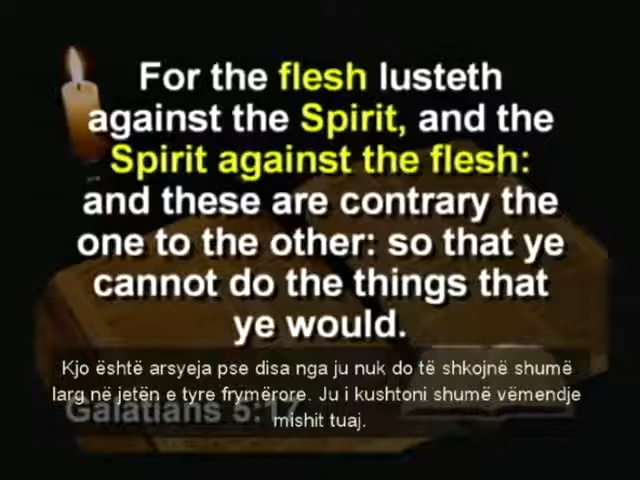 For the flesh lusteth
against the Spirit, and the
Spirit against the flesh:
and these are contrary the
one to the other: so that ye
cannot do the things that
ye would.
Kjo është arsyeja pse disa nga ju nuk do të shkojnë shumë
larg në jetën e tyre frymërore. Ju i kushtoni shumë vëmendje
mishit tuaj.
Galatians 5:17